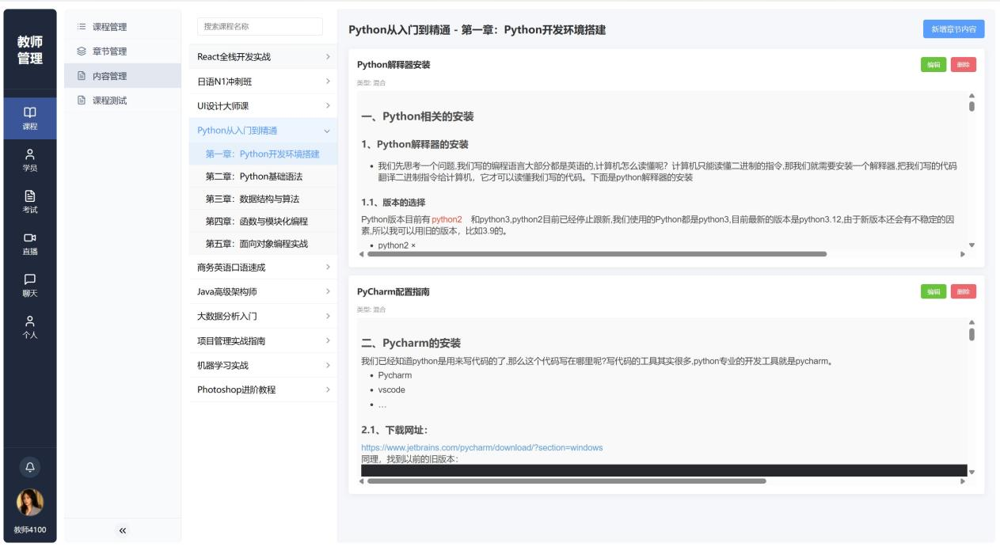 教师
管理
课程
学员
考试
直播
聊天
个人
教师4100
课程管理
章节管理
内容管理
课程测试
搜索课程名称
React全栈开发实战
日语N1冲刺班
UI设计大师课
Python从入门到精通
第一章：Python开发环境搭建
第二章：Python基础语法
第三章：数据结构与算法
第四章：函数与模块化编程
第五章：面向对象编程实战
商务英语口语速成
Java高级架构师
大数据分析入门
项目管理实战指南
机器学习实战
Photoshop进阶教程
Python从入门到精通 - 第一章：Python开发环境搭建
新增章节内容
Python解释器安装
编辑
删除
类型: 混合
一、Python相关的安装
1、Python解释器的安装
• 我们先思考一个问题,我们写的编程语言大部分都是英语的,计算机怎么读懂呢？计算机只能读懂二进制的指令,那我们就需要安装一个解释器,把我们写的代码
翻译二进制指令给计算机，它才可以读懂我们写的代码。下面是python解释器的安装
1.1、版本的选择
Python版本目前有 python2 和python3,python2目前已经停止跟新,我们使用的Python都是python3,目前最新的版本是python3.12,由于新版本还会有不稳定的因
素,所以我可以用旧的版本，比如3.9的。
• python2 ×
PyCharm配置指南
编辑
删除
类型: 混合
二、Pycharm的安装
我们已经知道python是用来写代码的了,那么这个代码写在哪里呢?写代码的工具其实很多,python专业的开发工具就是pycharm。
• Pycharm
• vscode
• …
2.1、下载网址：
https://www.jetbrains.com/pycharm/download/?section=windows
同理，找到以前的旧版本：